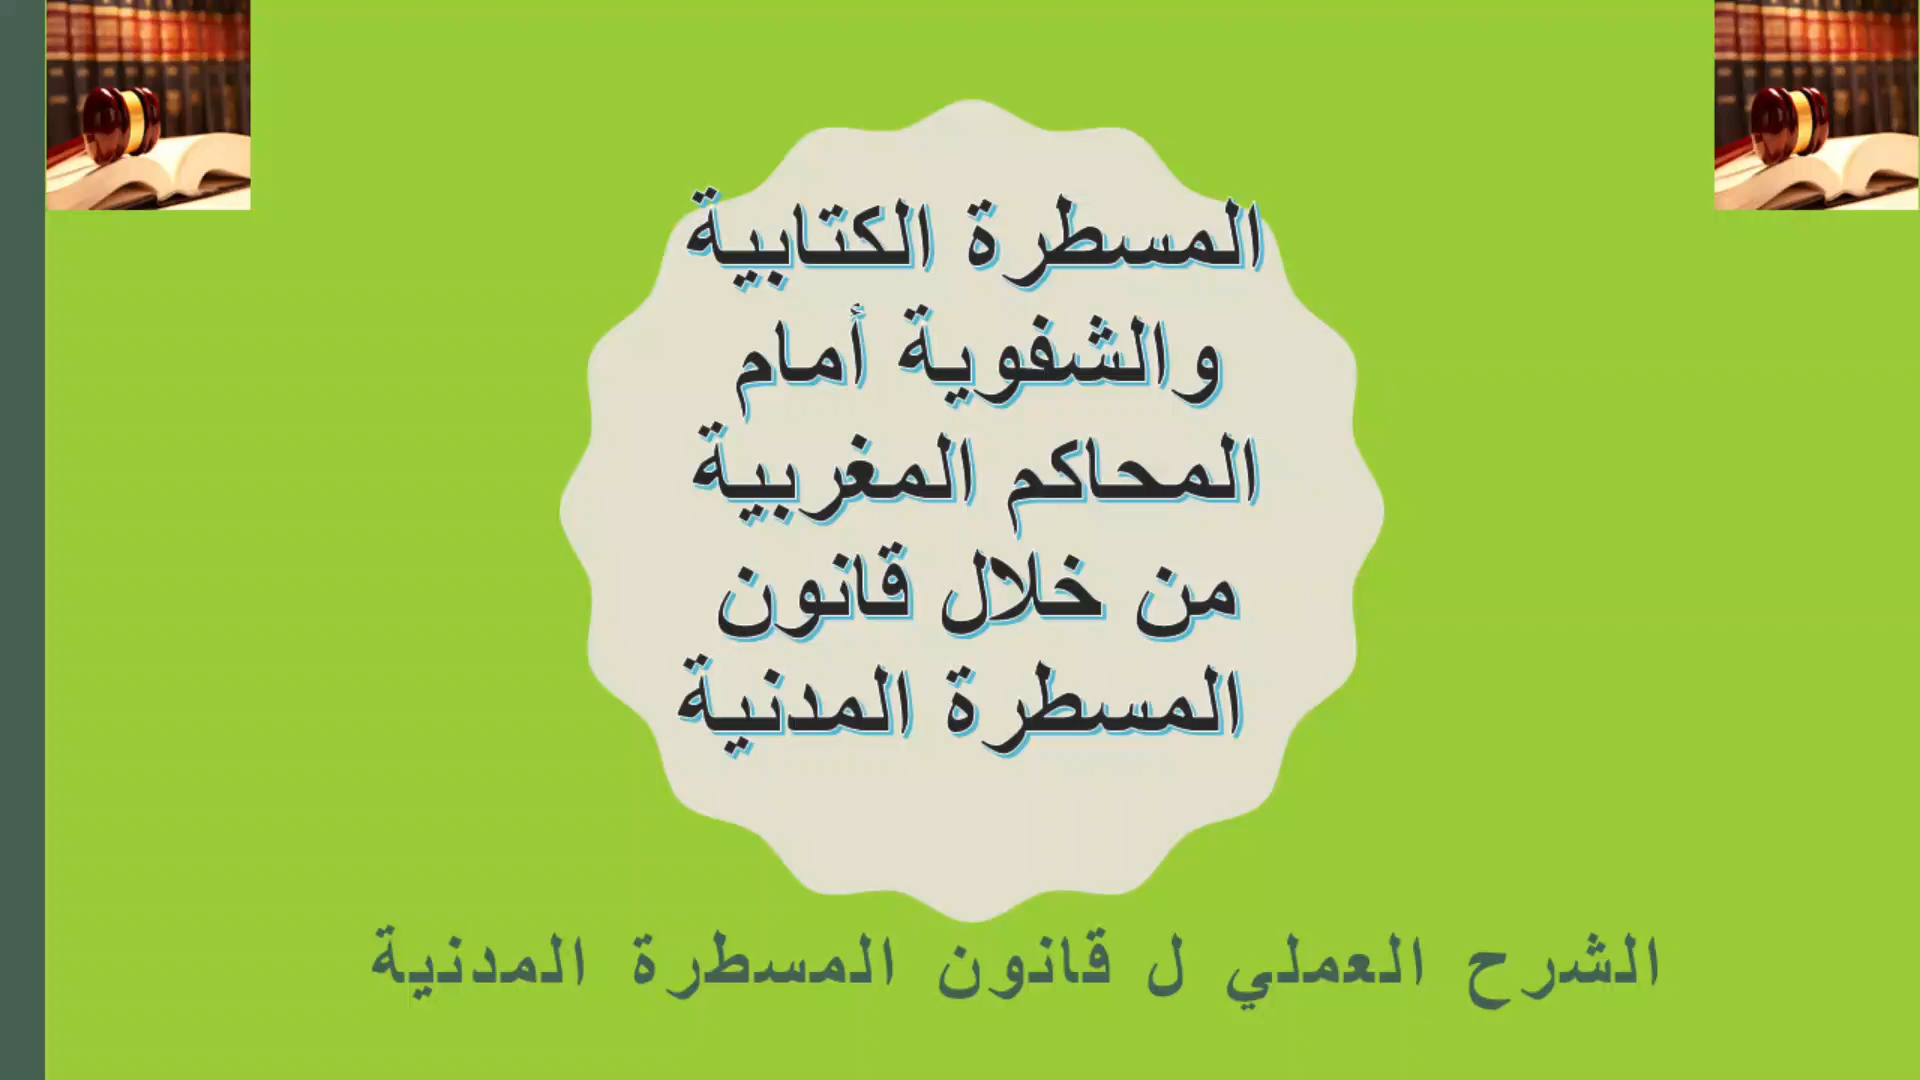 المسطرة الكتابية
والشفوية أمام
المحاكم المغربية
من خلال قانون
المسطرة المدنية
الشرح العملي ل قانون المسطرة المدنية